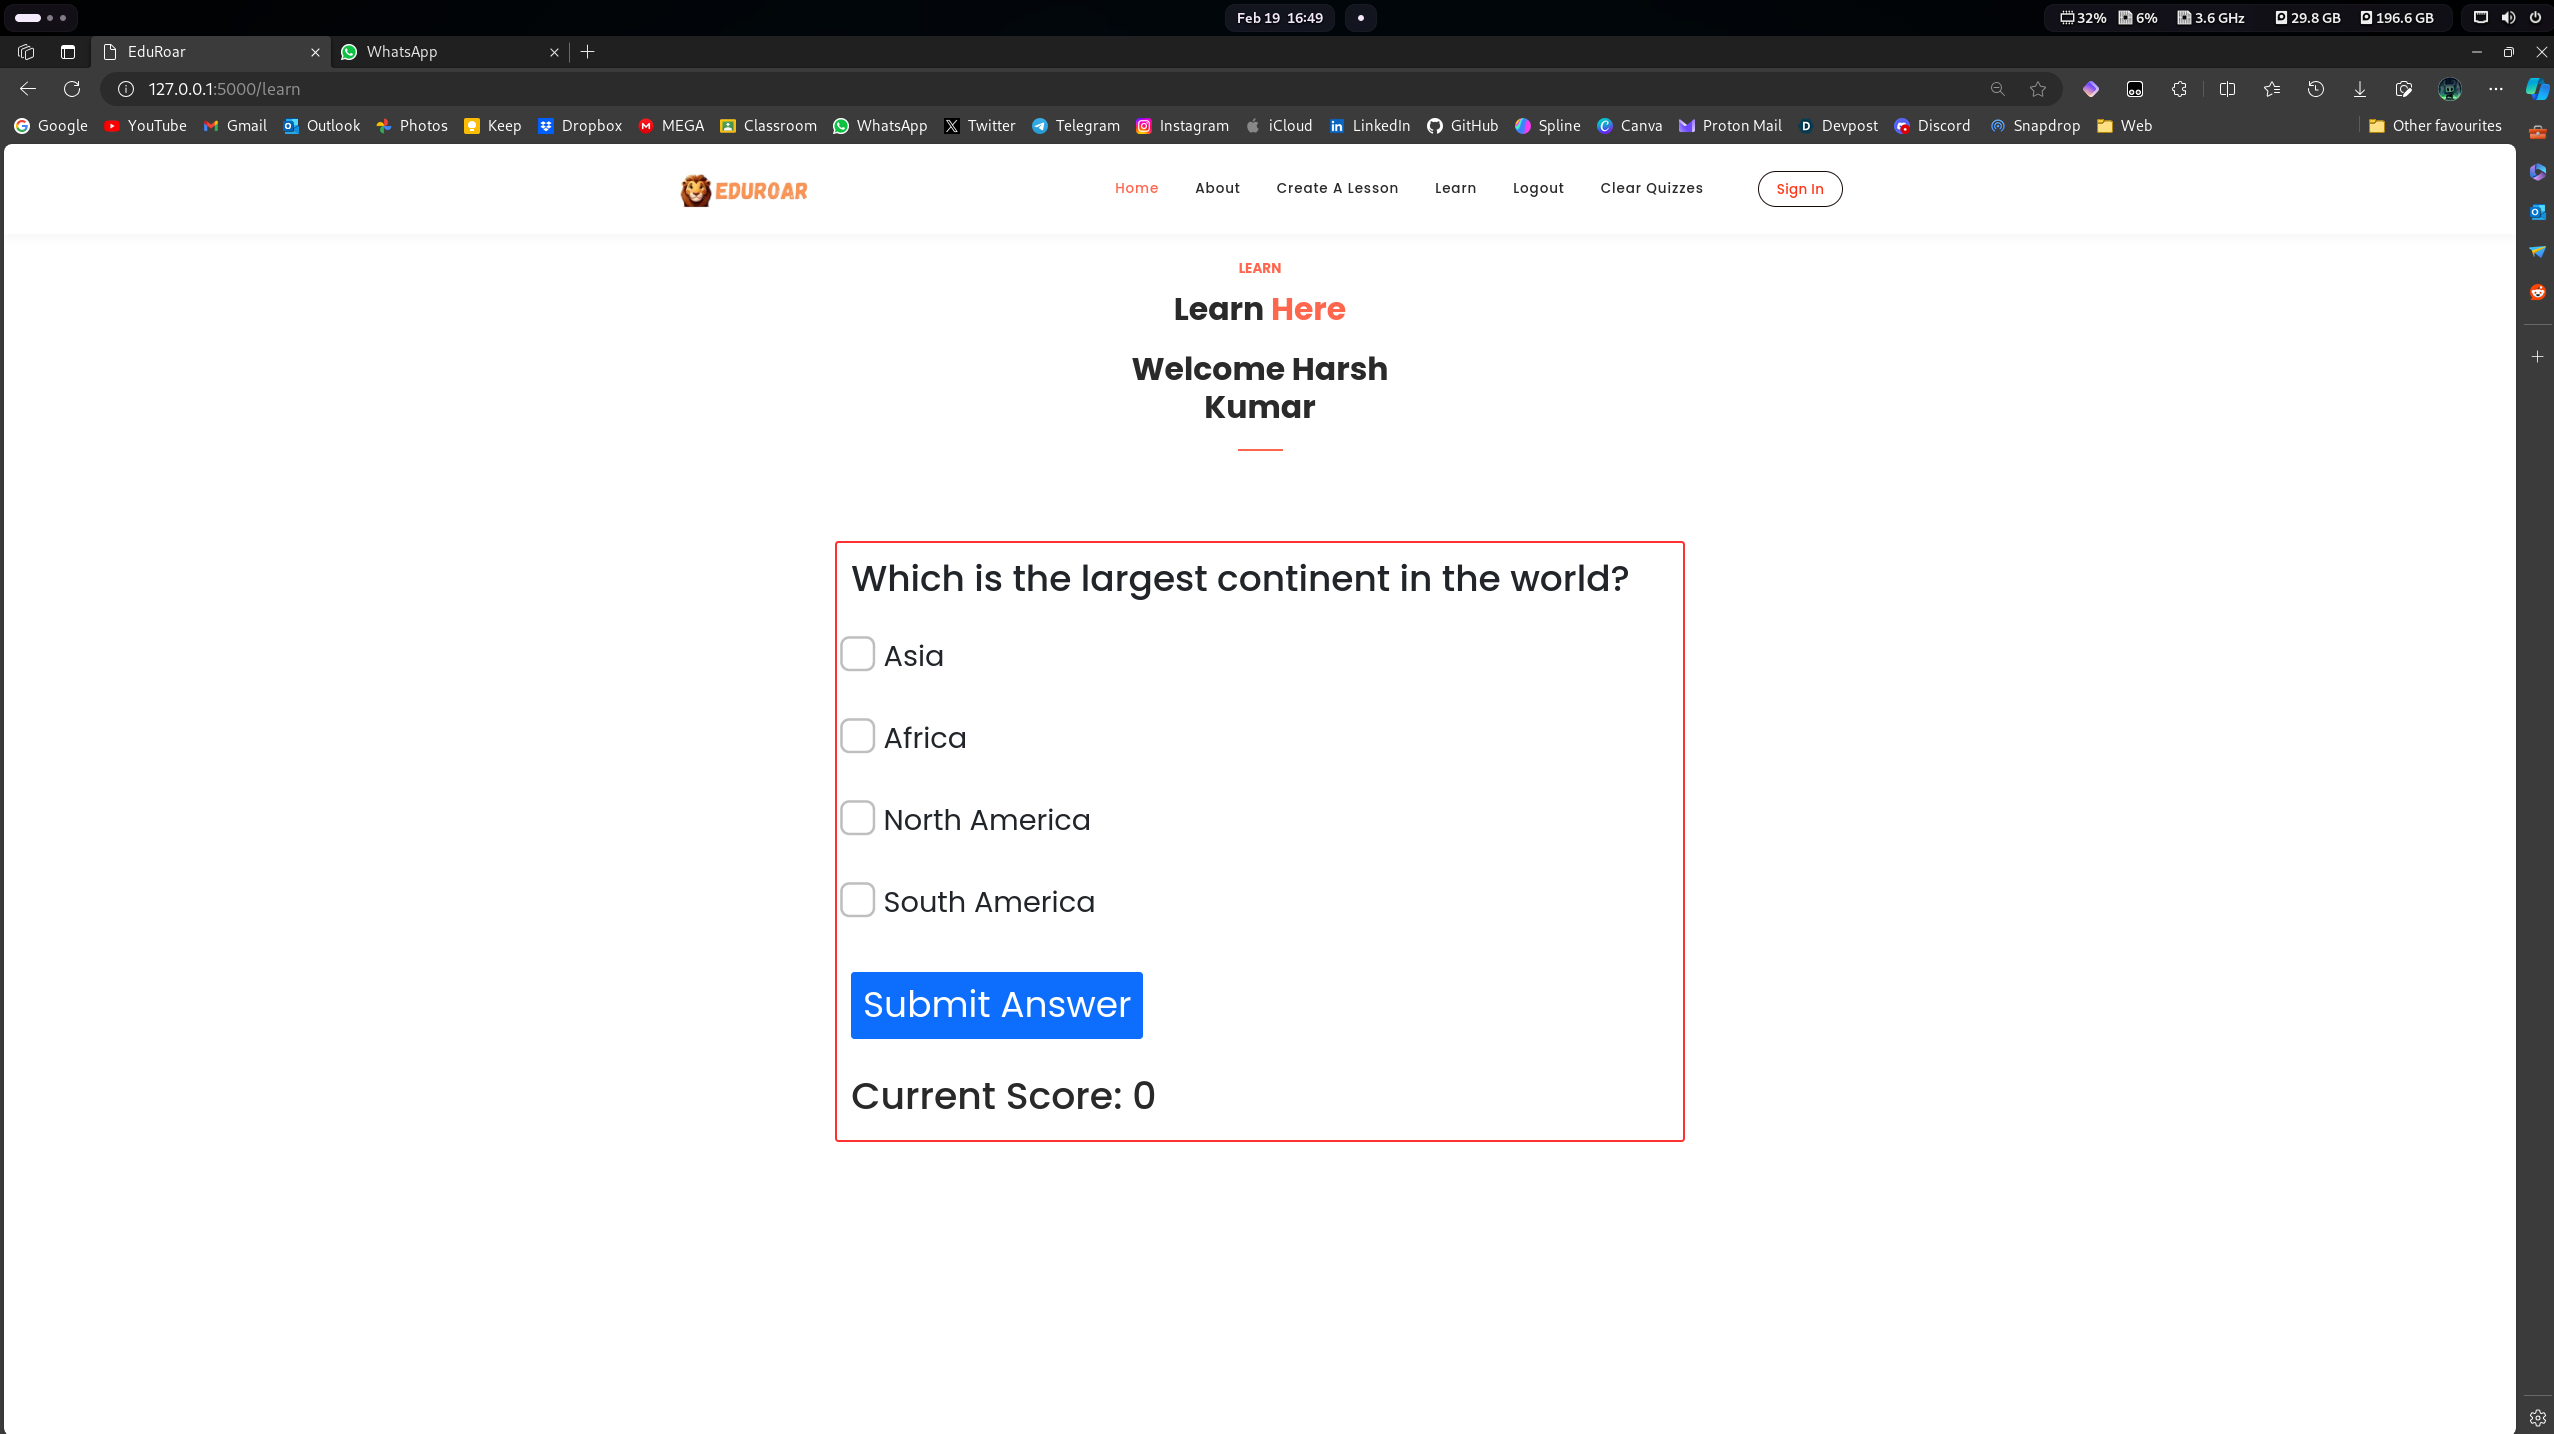 Feb 19 16:49
32% 6% 3.6 GHz 29.8 GB 196.6 GB
EduRoar
WhatsApp
127.0.0.1:5000/learn
Google YouTube Gmail Outlook Photos Keep Dropbox MEGA Classroom WhatsApp Twitter Telegram Instagram iCloud LinkedIn GitHub Spline Canva Proton Mail Devpost Discord Snapdrop Web Other favourites
EDUROAR
Home About Create A Lesson Learn Logout Clear Quizzes Sign In
LEARN
Learn Here
Welcome Harsh
Kumar
Which is the largest continent in the world?
Asia
Africa
North America
South America
Submit Answer
Current Score: 0